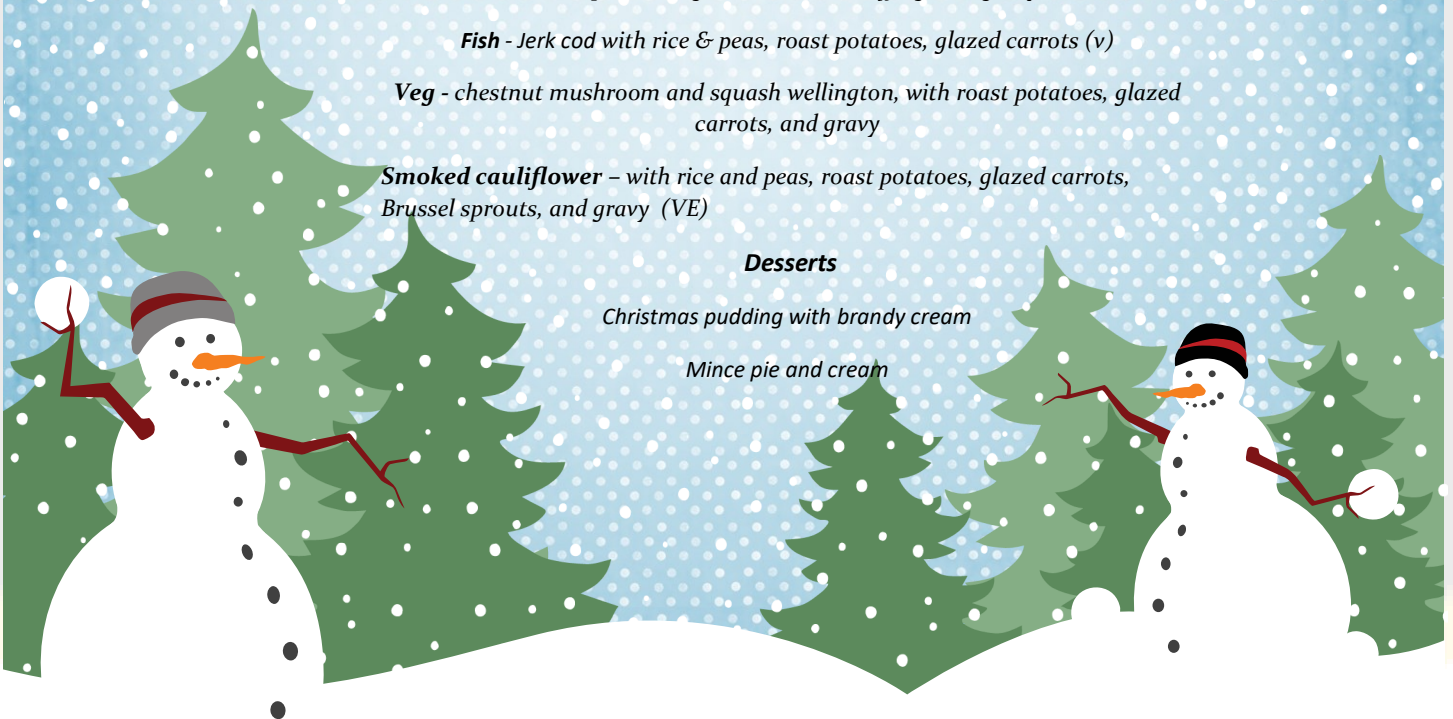 Fish - Jerk cod with rice & peas, roast potatoes, glazed carrots (v)
Veg - chestnut mushroom and squash wellington, with roast potatoes, glazed
carrots, and gravy
Smoked cauliflower – with rice and peas, roast potatoes, glazed carrots,
Brussel sprouts, and gravy (VE)
Desserts
Christmas pudding with brandy cream
Mince pie and cream